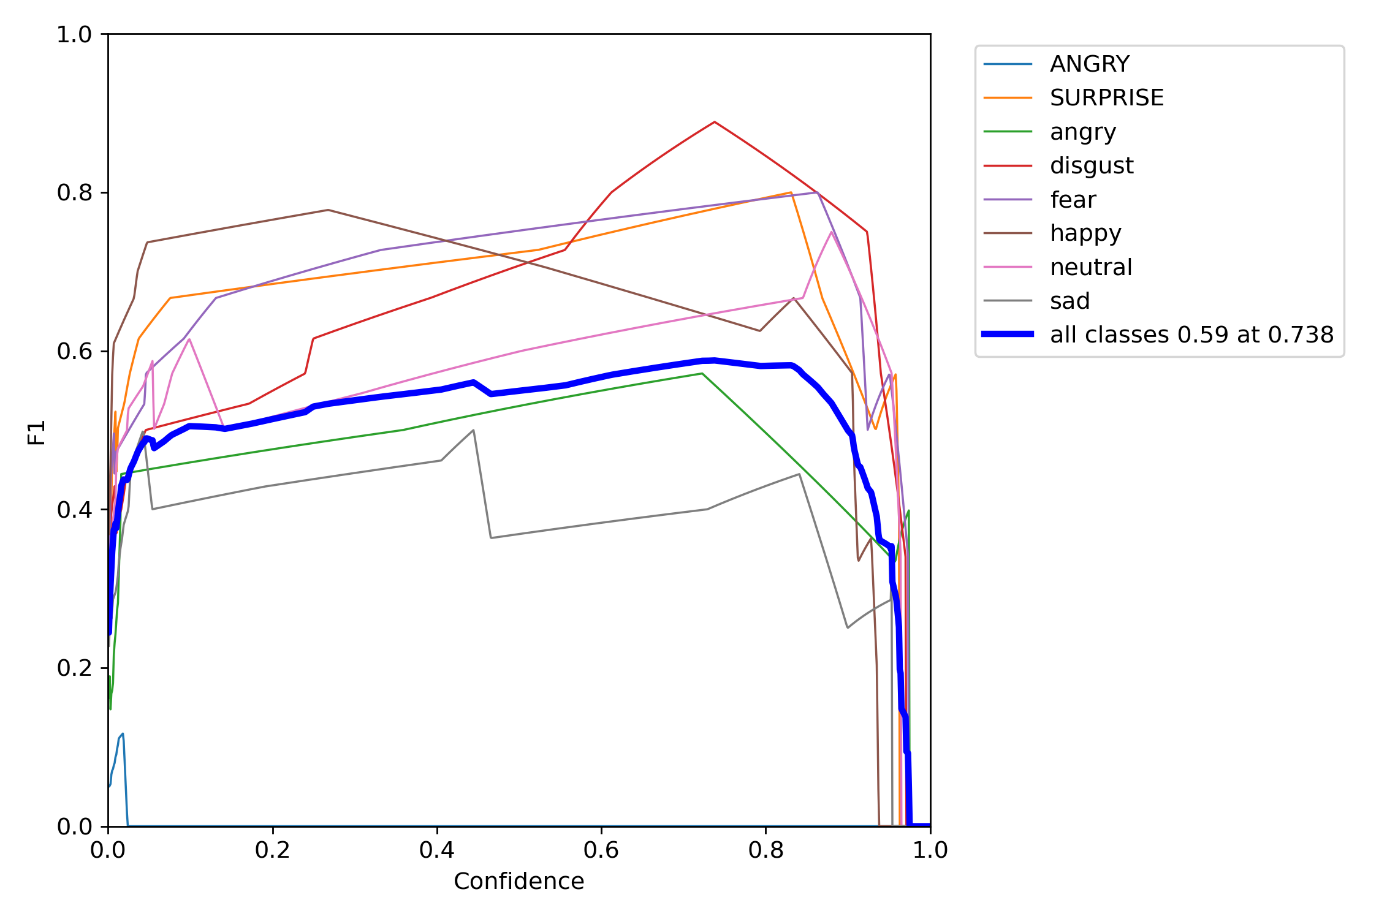 1.0
0.8
0.6
0.4
0.2
0.0
F1
0.0 0.2 0.4 0.6 0.8 1.0
Confidence
ANGRY
SURPRISE
angry
disgust
fear
happy
neutral
sad
all classes 0.59 at 0.738